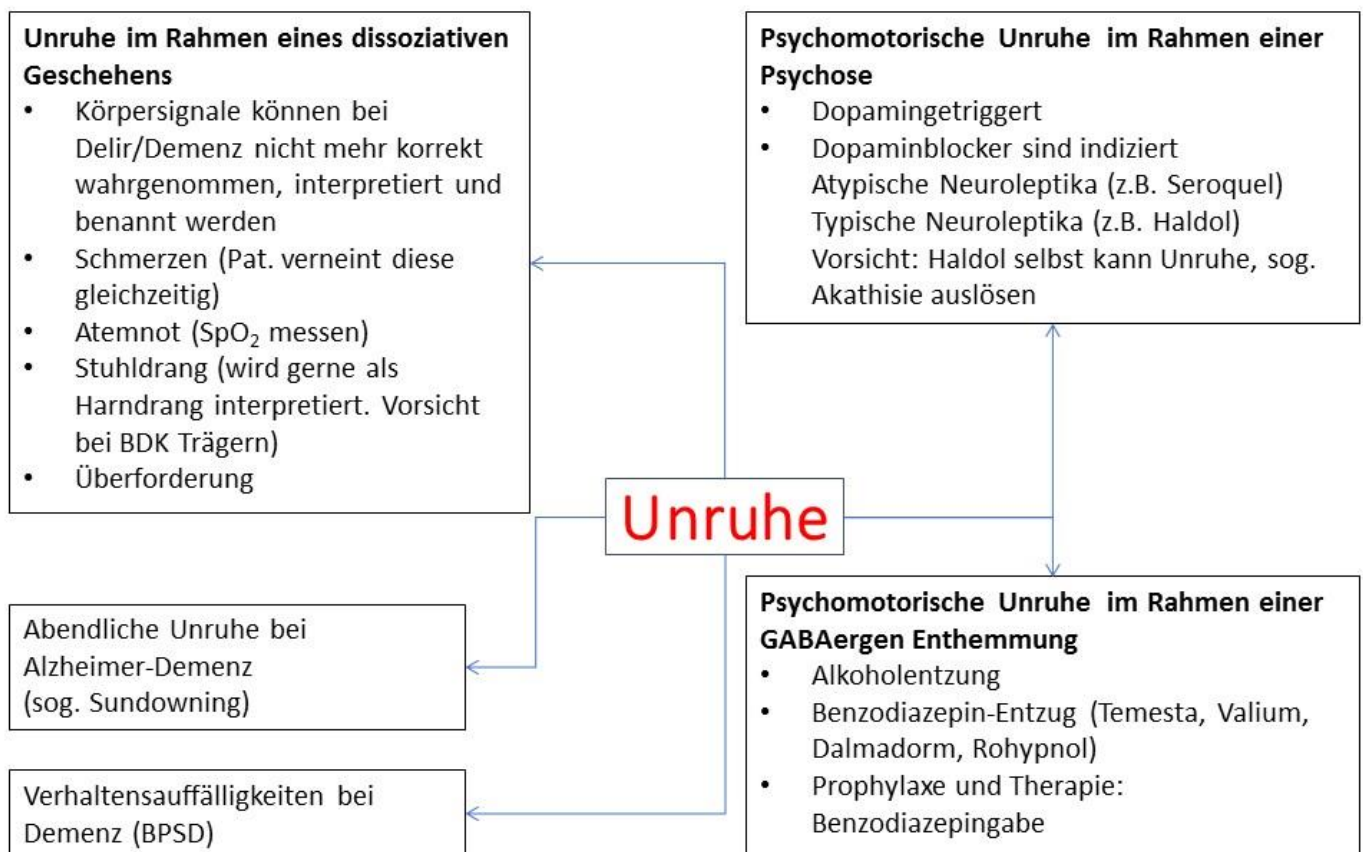 Unruhe im Rahmen eines dissoziativen
Geschehens
• Körpersignale können bei
Delir/Demenz nicht mehr korrekt
wahrgenommen, interpretiert und
benannt werden
• Schmerzen (Pat. verneint diese
gleichzeitig)
• Atemnot (SpO₂ messen)
• Stuhldrang (wird gerne als
Harndrang interpretiert. Vorsicht
bei BDK Trägern)
• Überforderung
Psychomotorische Unruhe im Rahmen einer
Psychose
• Dopamingetriggert
• Dopaminblocker sind indiziert
Atypische Neuroleptika (z.B. Seroquel)
Typische Neuroleptika (z.B. Haldol)
Vorsicht: Haldol selbst kann Unruhe, sog.
Akathisie auslösen
Unruhe
Abendliche Unruhe bei
Alzheimer-Demenz
(sog. Sundowning)
Verhaltensauffälligkeiten bei
Demenz (BPSD)
Psychomotorische Unruhe im Rahmen einer
GABAergen Enthemmung
• Alkoholentzung
• Benzodiazepin-Entzug (Temesta, Valium,
Dalmadorm, Rohypnol)
• Prophylaxe und Therapie:
Benzodiazepingabe